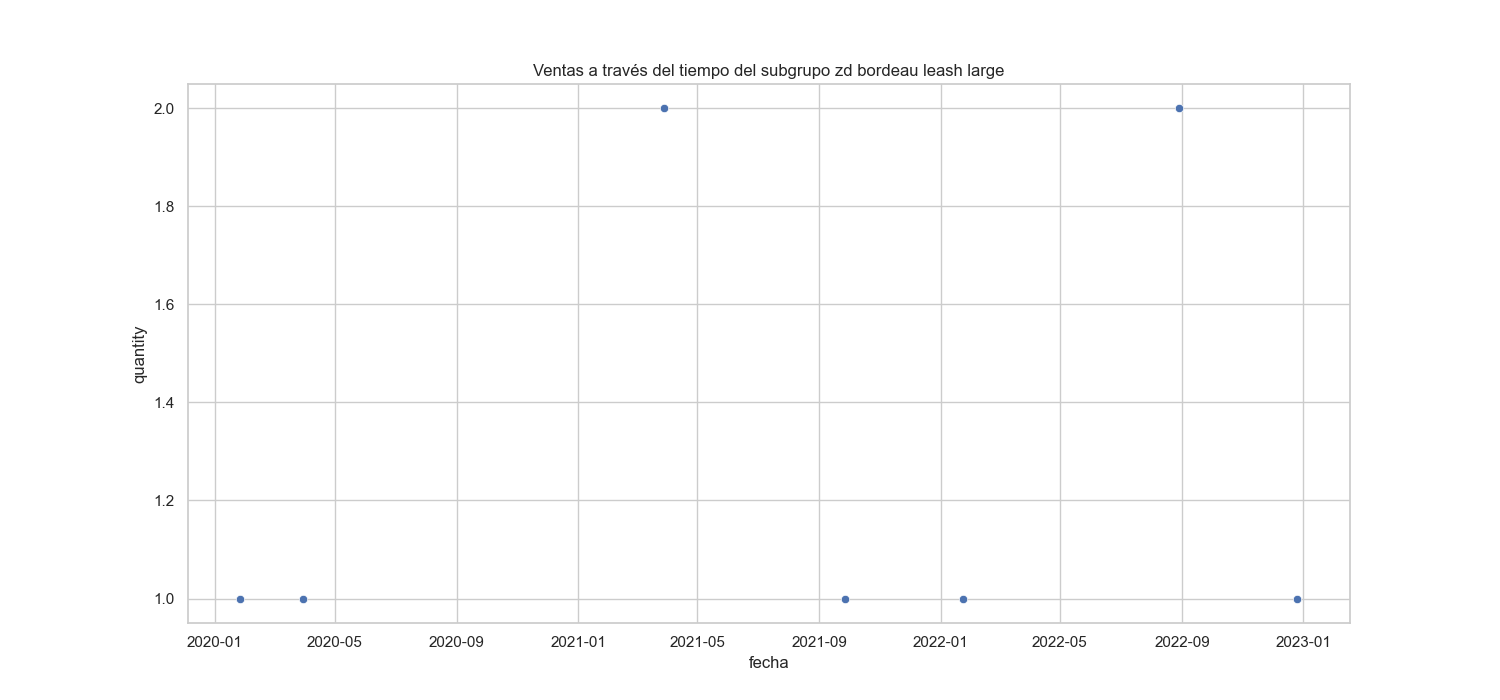 Ventas a través del tiempo del subgrupo zd bordeau leash large
2.0
1.8
1.6
1.4
1.2
1.0
quantity
2020-01 2020-05 2020-09 2021-01 2021-05 2021-09 2022-01 2022-05 2022-09 2023-01
fecha